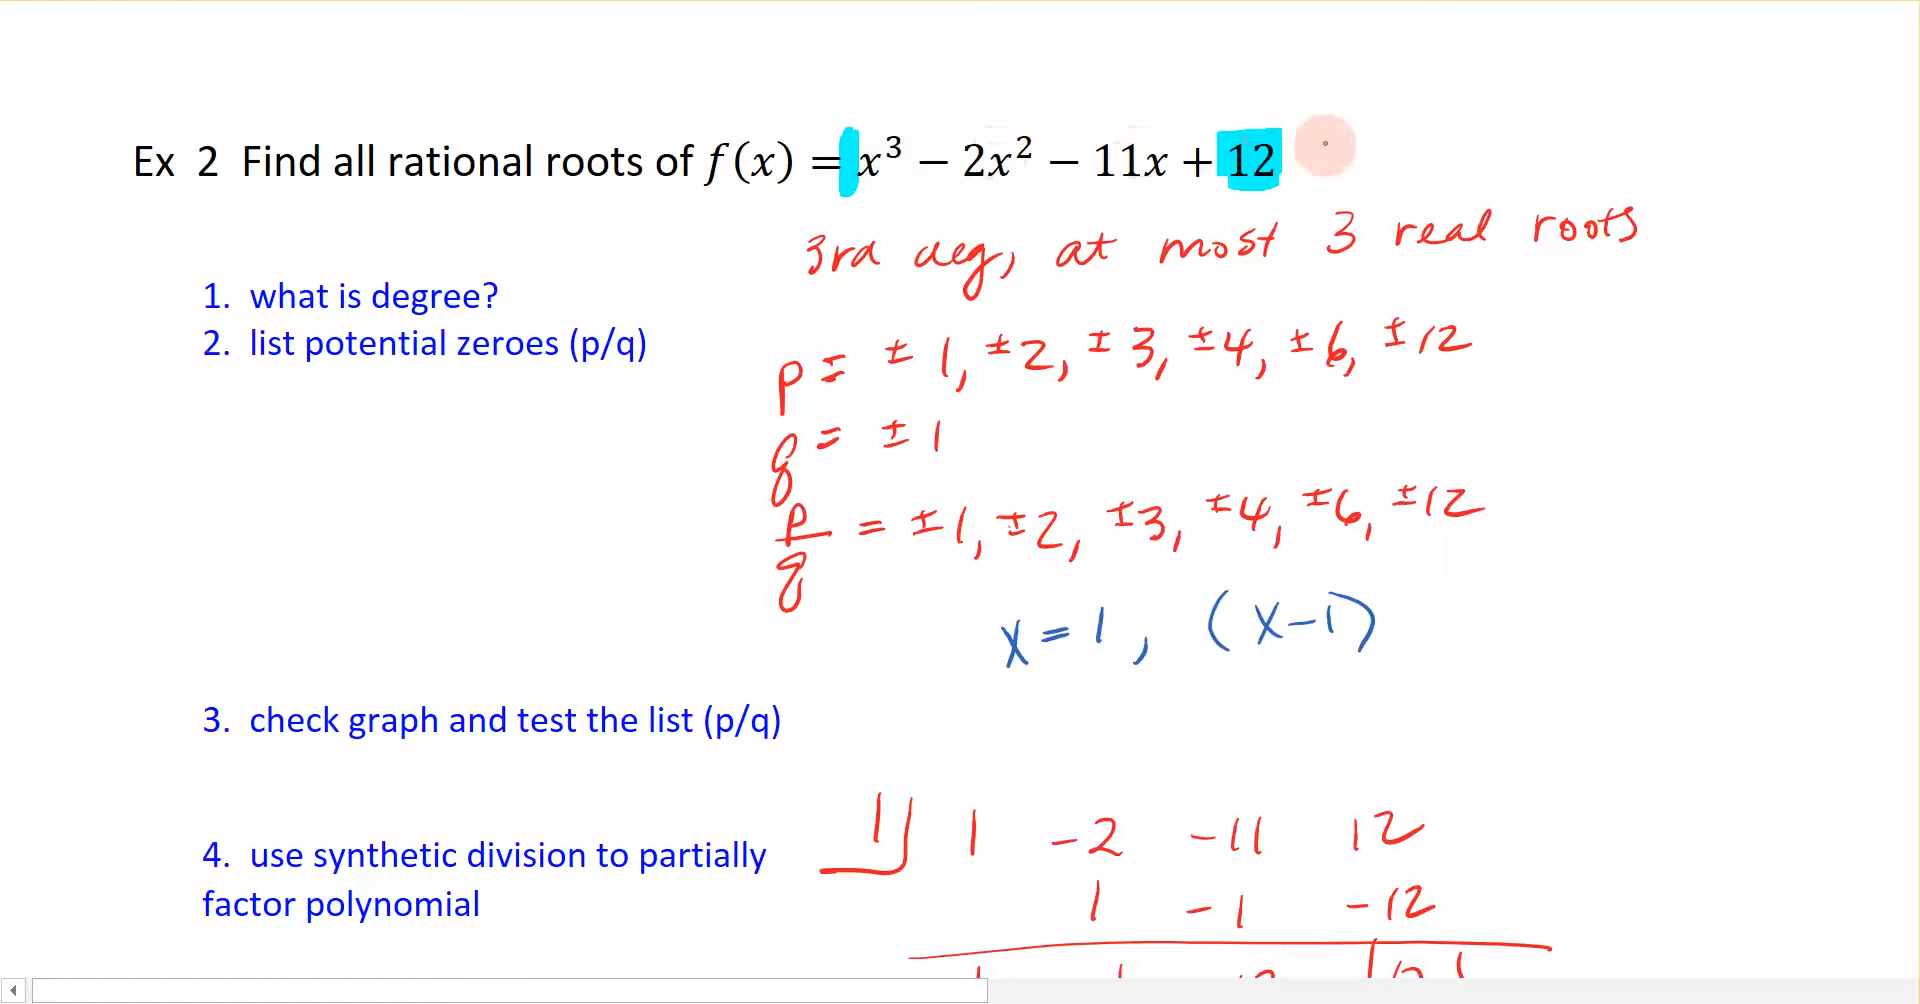 Ex 2 Find all rational roots of f(x) = x³ − 2x² − 11x + 12
3rd deg, at most 3 real roots
1. what is degree?
2. list potential zeroes (p/q)
p = ± 1, ± 2, ± 3, ± 4, ± 6, ± 12
q = ± 1
p/q = ± 1, ± 2, ± 3, ± 4, ± 6, ± 12
x = 1, (x − 1)
3. check graph and test the list (p/q)
1 1 −2 −11 12
4. use synthetic division to partially
factor polynomial
1 −1 −12